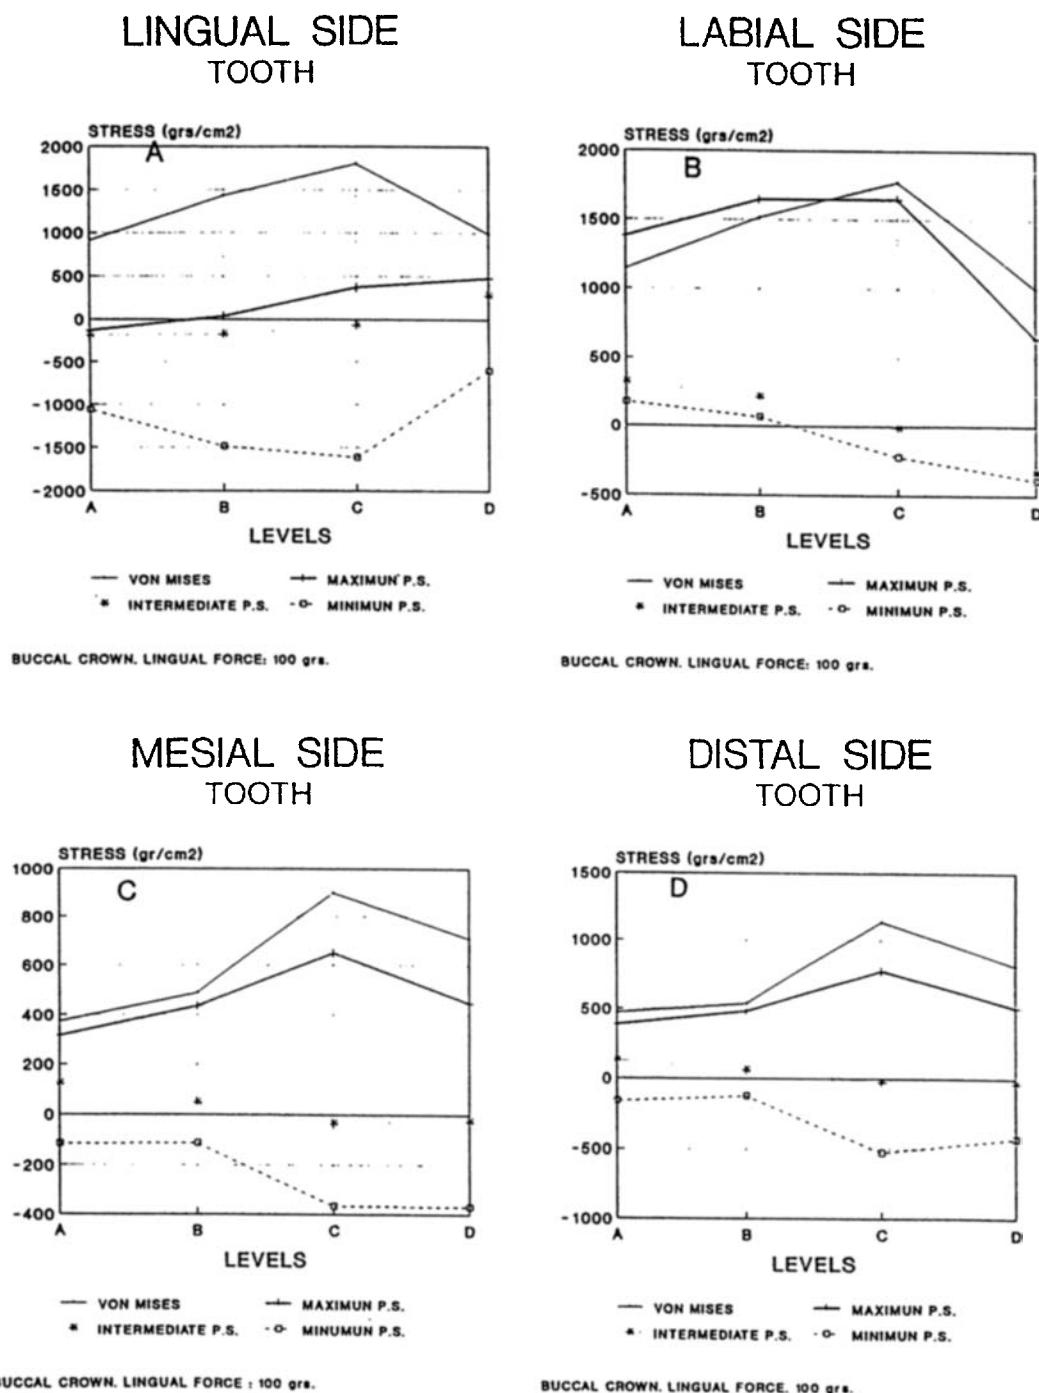 LINGUAL SIDE
TOOTH
STRESS (grs/cm2)
A
2000
1500
1000
500
0
-500
-1000
-1500
-2000
A B C D
LEVELS
VON MISES MAXIMUN P.S.
INTERMEDIATE P.S. MINIMUN P.S.
BUCCAL CROWN. LINGUAL FORCE: 100 grs.
LABIAL SIDE
TOOTH
STRESS (grs/cm2)
B
2000
1500
1000
500
0
-500
A B C D
LEVELS
VON MISES MAXIMUN P.S.
INTERMEDIATE P.S. MINIMUN P.S.
BUCCAL CROWN. LINGUAL FORCE: 100 grs.
MESIAL SIDE
TOOTH
STRESS (gr/cm2)
C
1000
800
600
400
200
0
-200
-400
A B C D
LEVELS
VON MISES MAXIMUN P.S.
INTERMEDIATE P.S. MINUMUN P.S.
BUCCAL CROWN. LINGUAL FORCE : 100 grs.
DISTAL SIDE
TOOTH
STRESS (grs/cm2)
D
1500
1000
500
0
-500
-1000
A B C D
LEVELS
VON MISES MAXIMUN P.S.
INTERMEDIATE P.S. MINIMUN P.S.
BUCCAL CROWN. LINGUAL FORCE. 100 grs.